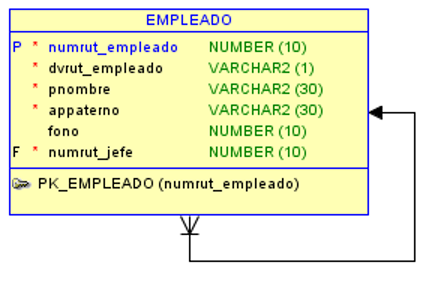 EMPLEADO
P * numrut_empleado NUMBER (10)
* dvrut_empleado VARCHAR2 (1)
* pnombre VARCHAR2 (30)
* appaterno VARCHAR2 (30)
fono NUMBER (10)
F * numrut_jefe NUMBER (10)
PK_EMPLEADO (numrut_empleado)